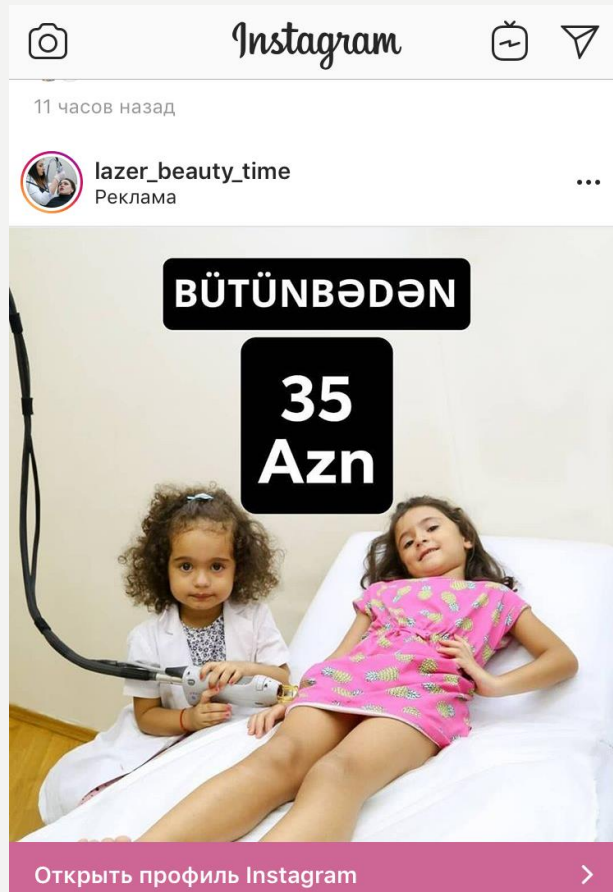 Instagram
11 часов назад
lazer_beauty_time
Реклама
BÜTÜNBƏDƏN
35
Azn
Открыть профиль Instagram